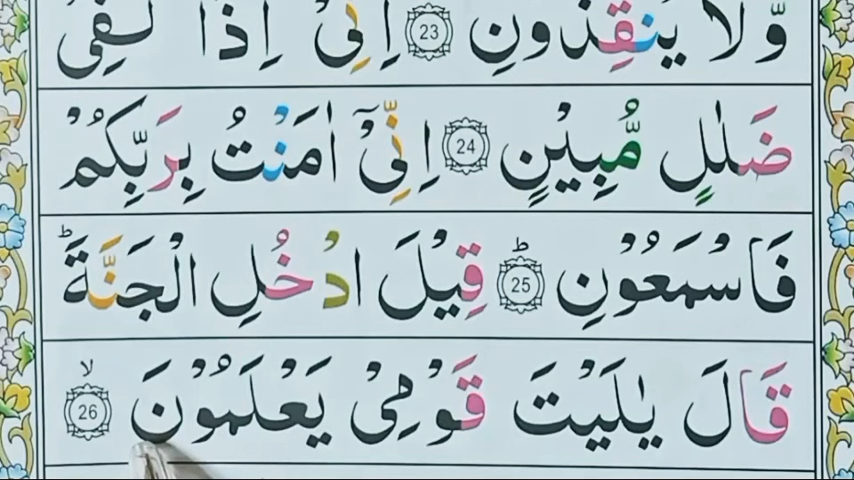 وَّلَا يُنْقِذُوْنِ 23 اِنِّيْ اِذًا لَّفِيْ
ضَلٰلٍ مُّبِيْنٍ 24 اِنِّيْٓ اٰمَنْتُ بِرَبِّكُمْ
فَاسْمَعُوْنِ ؕ 25 قِيْلَ ادْخُلِ الْجَنَّةَ ؕ
قَالَ يٰلَيْتَ قَوْمِيْ يَعْلَمُوْنَ ۙ 26